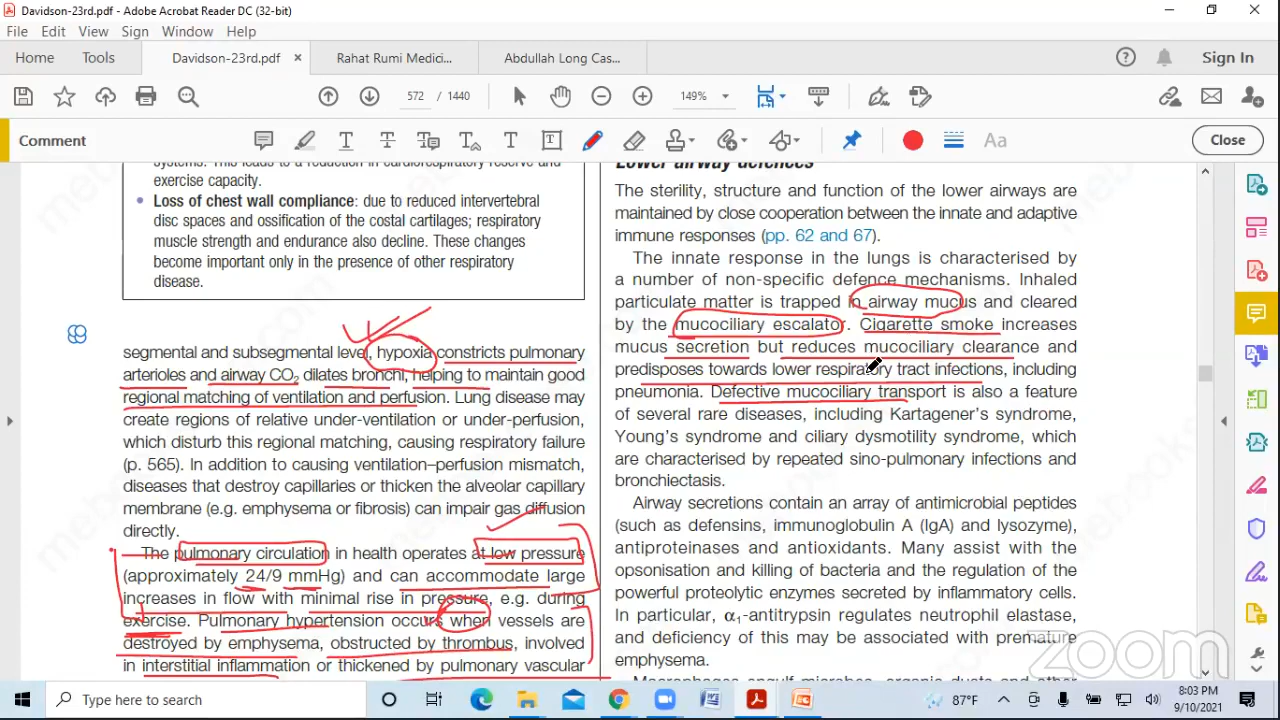 Davidson-23rd.pdf - Adobe Acrobat Reader DC (32-bit)
File Edit View Sign Window Help
Home Tools Davidson-23rd.pdf × Rahat Rumi Medici... Abdullah Long Cas... Sign In
572 / 1440 149%
Comment Close
systems. This leads to a reduction in cardiorespiratory reserve and
exercise capacity.
• Loss of chest wall compliance: due to reduced intervertebral
disc spaces and ossification of the costal cartilages; respiratory
muscle strength and endurance also decline. These changes
become important only in the presence of other respiratory
disease.
segmental and subsegmental level, hypoxia constricts pulmonary
arterioles and airway CO2 dilates bronchi, helping to maintain good
regional matching of ventilation and perfusion. Lung disease may
create regions of relative under-ventilation or under-perfusion,
which disturb this regional matching, causing respiratory failure
(p. 565). In addition to causing ventilation–perfusion mismatch,
diseases that destroy capillaries or thicken the alveolar capillary
membrane (e.g. emphysema or fibrosis) can impair gas diffusion
directly.
The pulmonary circulation in health operates at low pressure
(approximately 24/9 mmHg) and can accommodate large
increases in flow with minimal rise in pressure, e.g. during
exercise. Pulmonary hypertension occurs when vessels are
destroyed by emphysema, obstructed by thrombus, involved
in interstitial inflammation or thickened by pulmonary vascular
Lower airway defences
The sterility, structure and function of the lower airways are
maintained by close cooperation between the innate and adaptive
immune responses (pp. 62 and 67).
The innate response in the lungs is characterised by
a number of non-specific defence mechanisms. Inhaled
particulate matter is trapped in airway mucus and cleared
by the mucociliary escalator. Cigarette smoke increases
mucus secretion but reduces mucociliary clearance and
predisposes towards lower respiratory tract infections, including
pneumonia. Defective mucociliary transport is also a feature
of several rare diseases, including Kartagener's syndrome,
Young's syndrome and ciliary dysmotility syndrome, which
are characterised by repeated sino-pulmonary infections and
bronchiectasis.
Airway secretions contain an array of antimicrobial peptides
(such as defensins, immunoglobulin A (IgA) and lysozyme),
antiproteinases and antioxidants. Many assist with the
opsonisation and killing of bacteria and the regulation of the
powerful proteolytic enzymes secreted by inflammatory cells.
In particular, α1-antitrypsin regulates neutrophil elastase,
and deficiency of this may be associated with premature
emphysema.
Macrophages engulf microbes, organic dusts and other
zoom
Type here to search
87°F
8:03 PM
9/10/2021